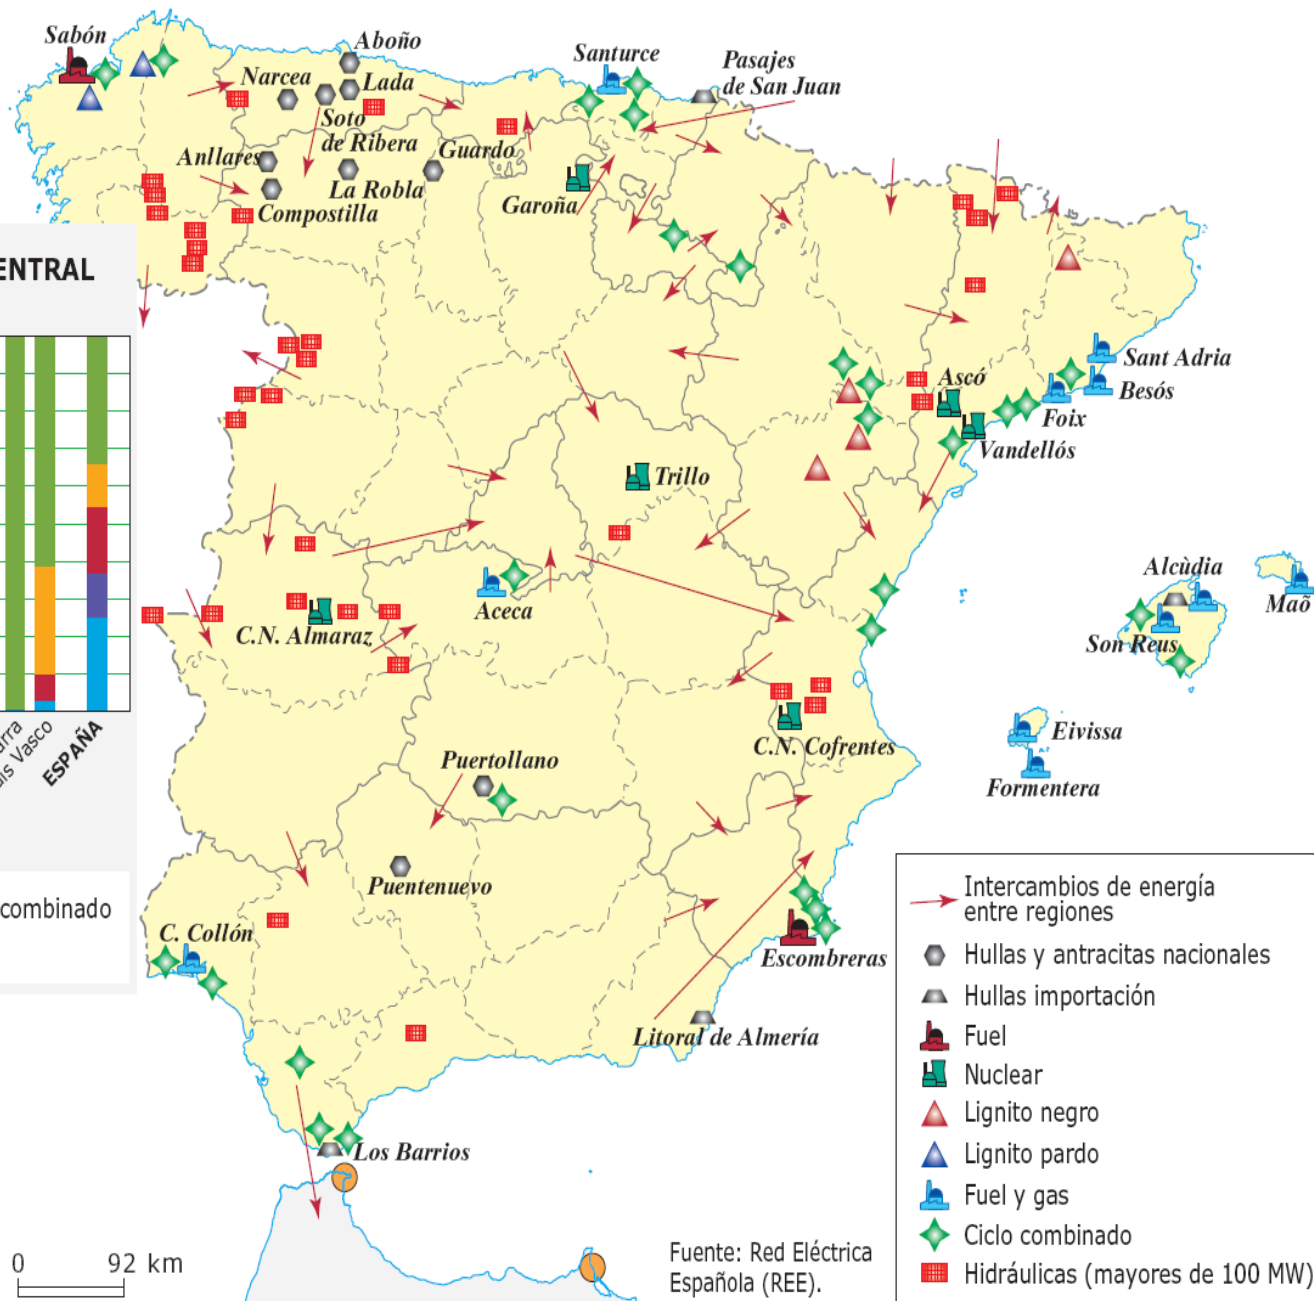 Sabón
Aboño
Santurce
Pasajes
de San Juan
Narcea
Lada
Soto
de Ribera
Anllares
Guardo
La Robla
Compostilla
Garoña
ENTRAL
Sant Adria
Besós
Ascó
Foix
Vandellós
Trillo
Alcùdia
Maõ
Aceca
C.N. Almaraz
Son Reus
Eivissa
C.N. Cofrentes
Formentera
Puertollano
ESPAÑA
Puentenuevo
combinado
C. Collón
Escombreras
Litoral de Almería
Los Barrios
Intercambios de energía
entre regiones
Hullas y antracitas nacionales
Hullas importación
Fuel
Nuclear
Lignito negro
Lignito pardo
Fuel y gas
Ciclo combinado
Hidráulicas (mayores de 100 MW)
0 92 km
Fuente: Red Eléctrica
Española (REE).
rra
ís Vasco